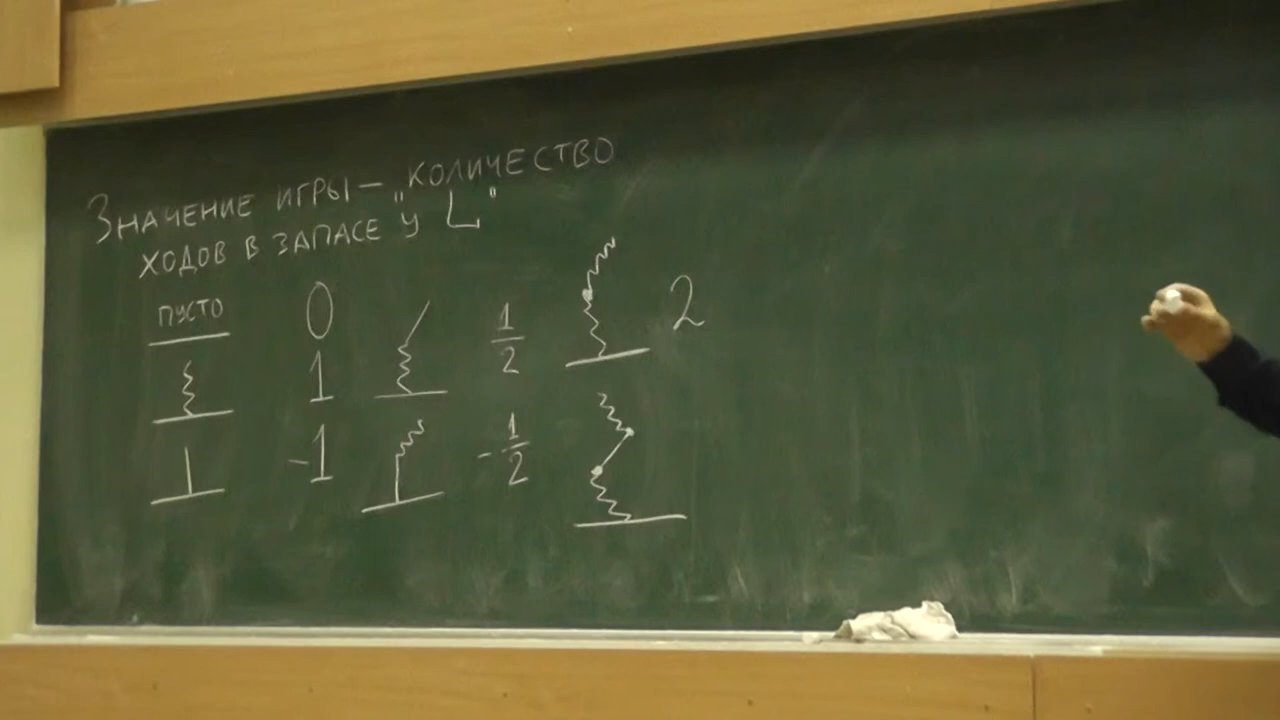 Значение игры — "количество
ходов в запасе у L"
пусто 0
1 1/2 2
-1 -1/2